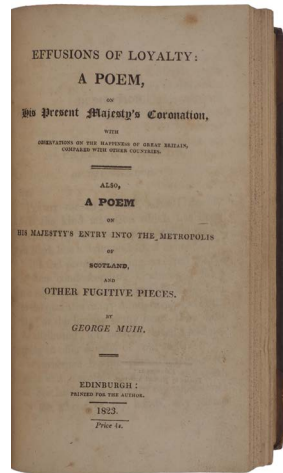 EFFUSIONS OF LOYALTY:
A POEM,
ON
His Present Majesty's Coronation,
WITH
OBSERVATIONS ON THE HAPPINESS OF GREAT BRITAIN,
COMPARED WITH OTHER COUNTRIES.
ALSO,
A POEM
ON
HIS MAJESTYY'S ENTRY INTO THE METROPOLIS
OF
SCOTLAND,
AND
OTHER FUGITIVE PIECES.
BY
GEORGE MUIR.
EDINBURGH:
PRINTED FOR THE AUTHOR.
1823.
Price 4s.